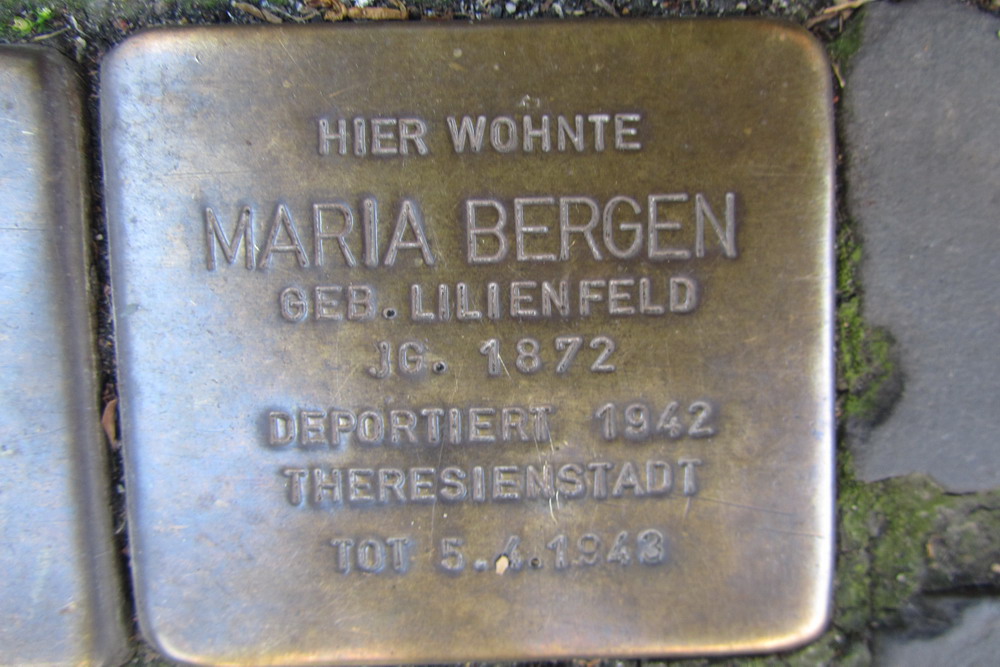 HIER WOHNTE
MARIA BERGEN
GEB. LILIENFELD
JG. 1872
DEPORTIERT 1942
THERESIENSTADT
TOT 5.4.1943